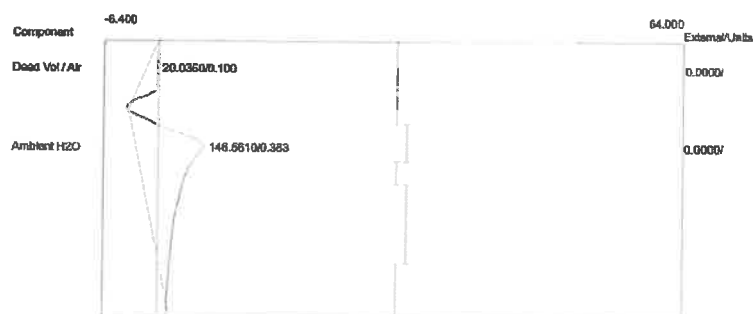 -6.400 64.000
Component External/Units
Dead Vol / Air 20.0350/0.100 0.0000/
Ambient H2O 146.5610/0.383 0.0000/